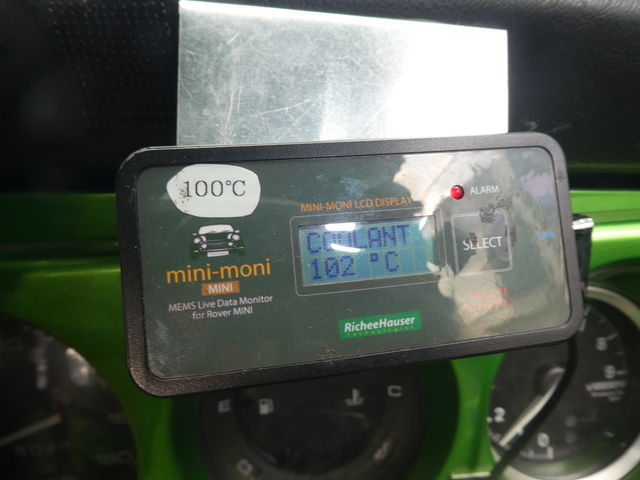 100℃
MINI-MONI LCD DISPLAY
ALARM
COOLANT
102 °C
SELECT
mini-moni
MINI
MEMS Live Data Monitor
for Rover MINI
RicheeHauser
TECHNOLOGIES
E
C